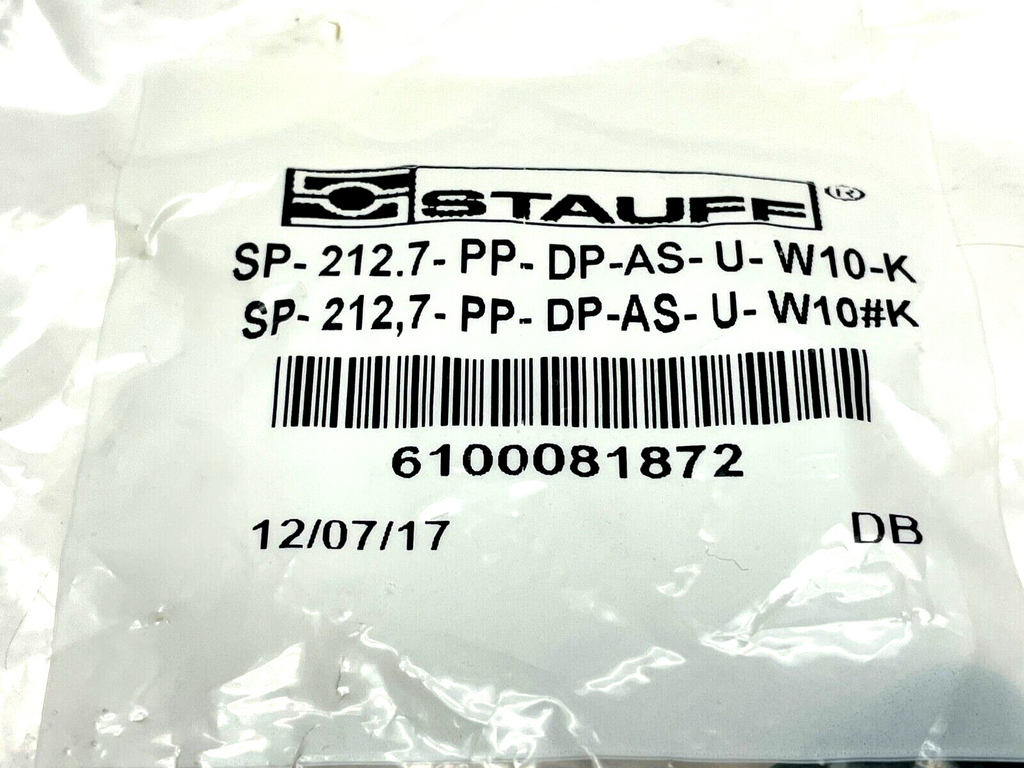 STAUFF®
SP- 212.7- PP- DP-AS- U- W10-K
SP- 212,7- PP- DP-AS- U- W10#K
6100081872
12/07/17 DB